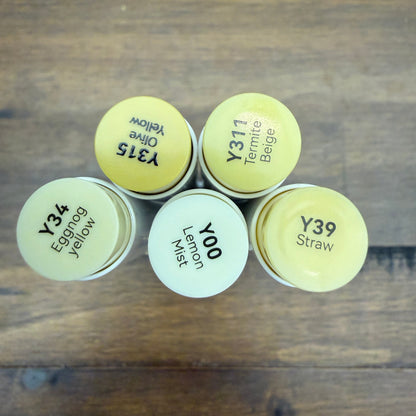 Y315
Olive
Yellow
Y311
Termite
Beige
Y34
Eggnog
yellow
Y00
Lemon
Mist
Y39
Straw